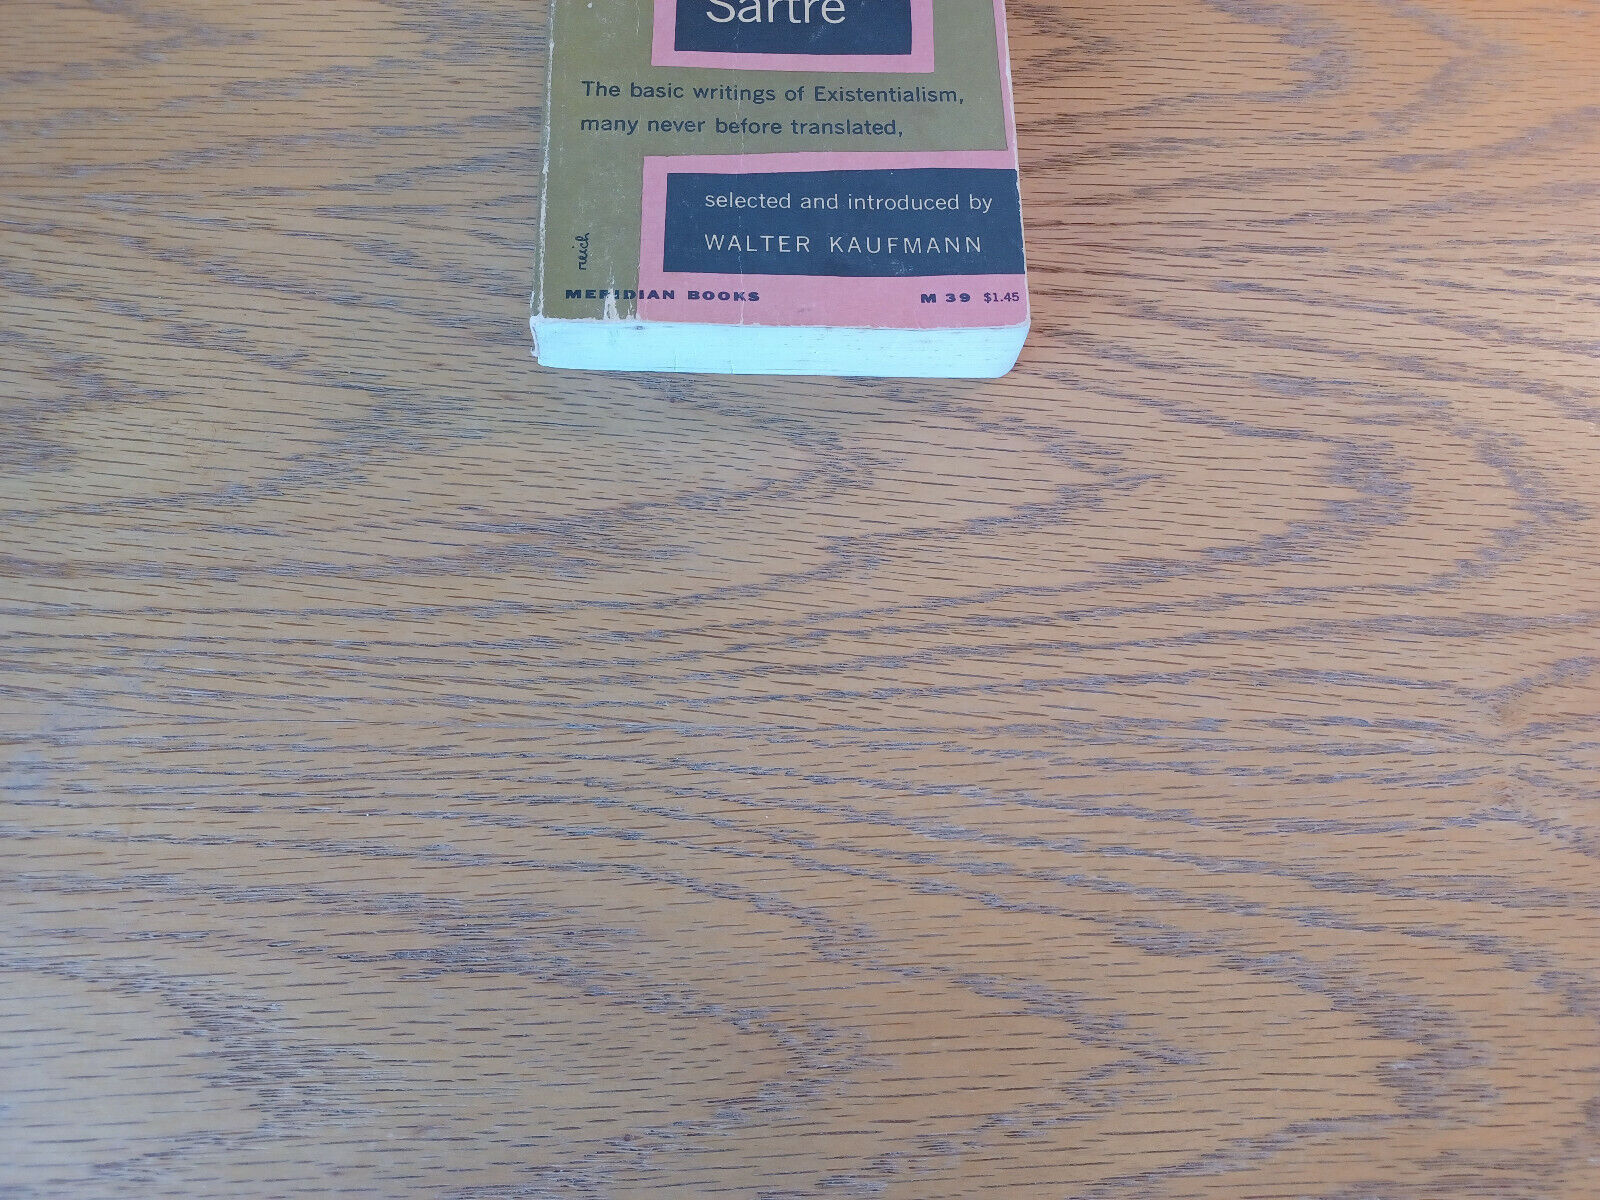 Sartre
The basic writings of Existentialism,
many never before translated,
selected and introduced by
WALTER KAUFMANN
reich
MERIDIAN BOOKS M 39 $1.45